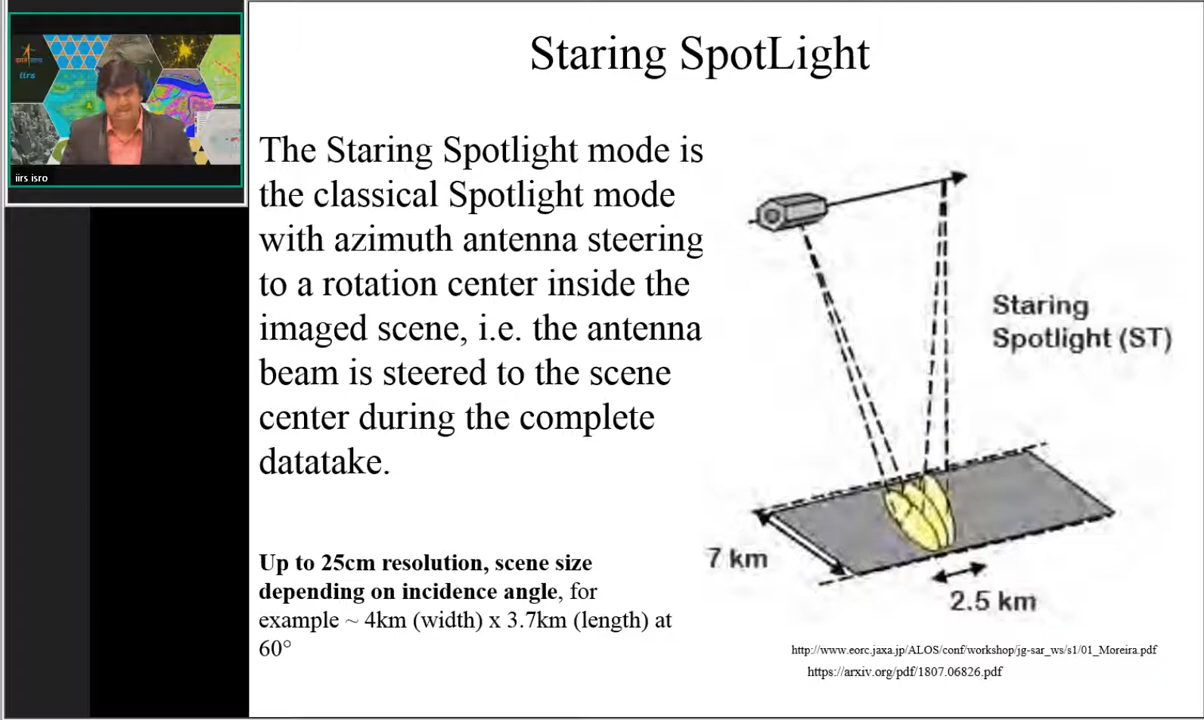 Staring SpotLight
iirs
iirs isro
The Staring Spotlight mode is
the classical Spotlight mode
with azimuth antenna steering
to a rotation center inside the
imaged scene, i.e. the antenna
beam is steered to the scene
center during the complete
datatake.
Up to 25cm resolution, scene size
depending on incidence angle, for
example ~ 4km (width) x 3.7km (length) at
60°
Staring
Spotlight (ST)
7 km
2.5 km
http://www.eorc.jaxa.jp/ALOS/conf/workshop/jg-sar_ws/s1/01_Moreira.pdf
https://arxiv.org/pdf/1807.06826.pdf